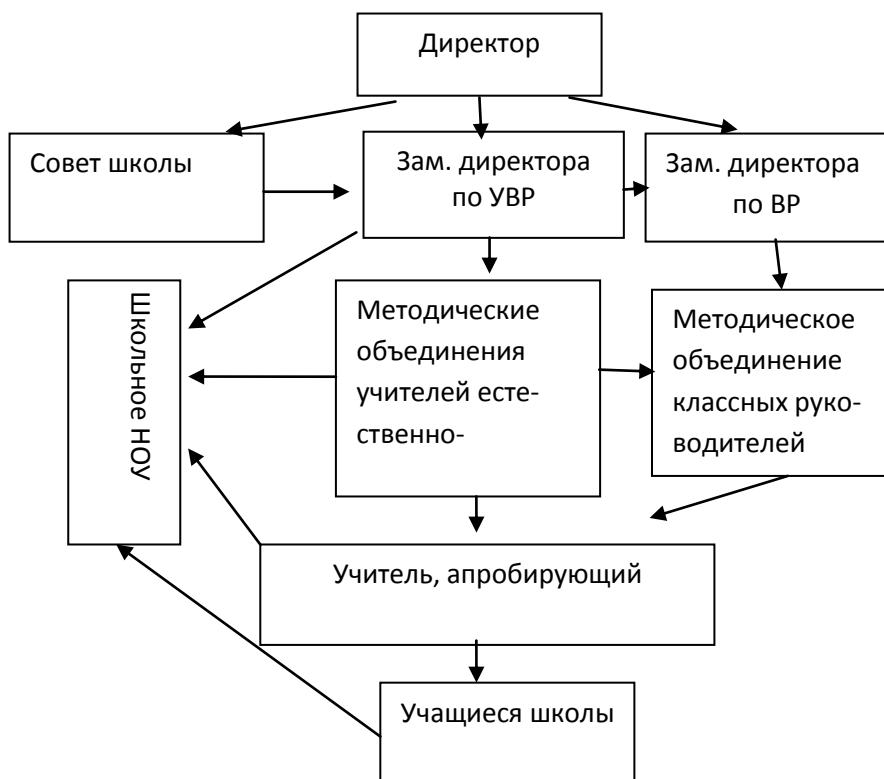 Директор
Совет школы
Зам. директора
по УВР
Зам. директора
по ВР
Школьное НОУ
Методические
объединения
учителей есте-
ственно-
Методическое
объединение
классных руко-
водителей
Учитель, апробирующий
Учащиеся школы